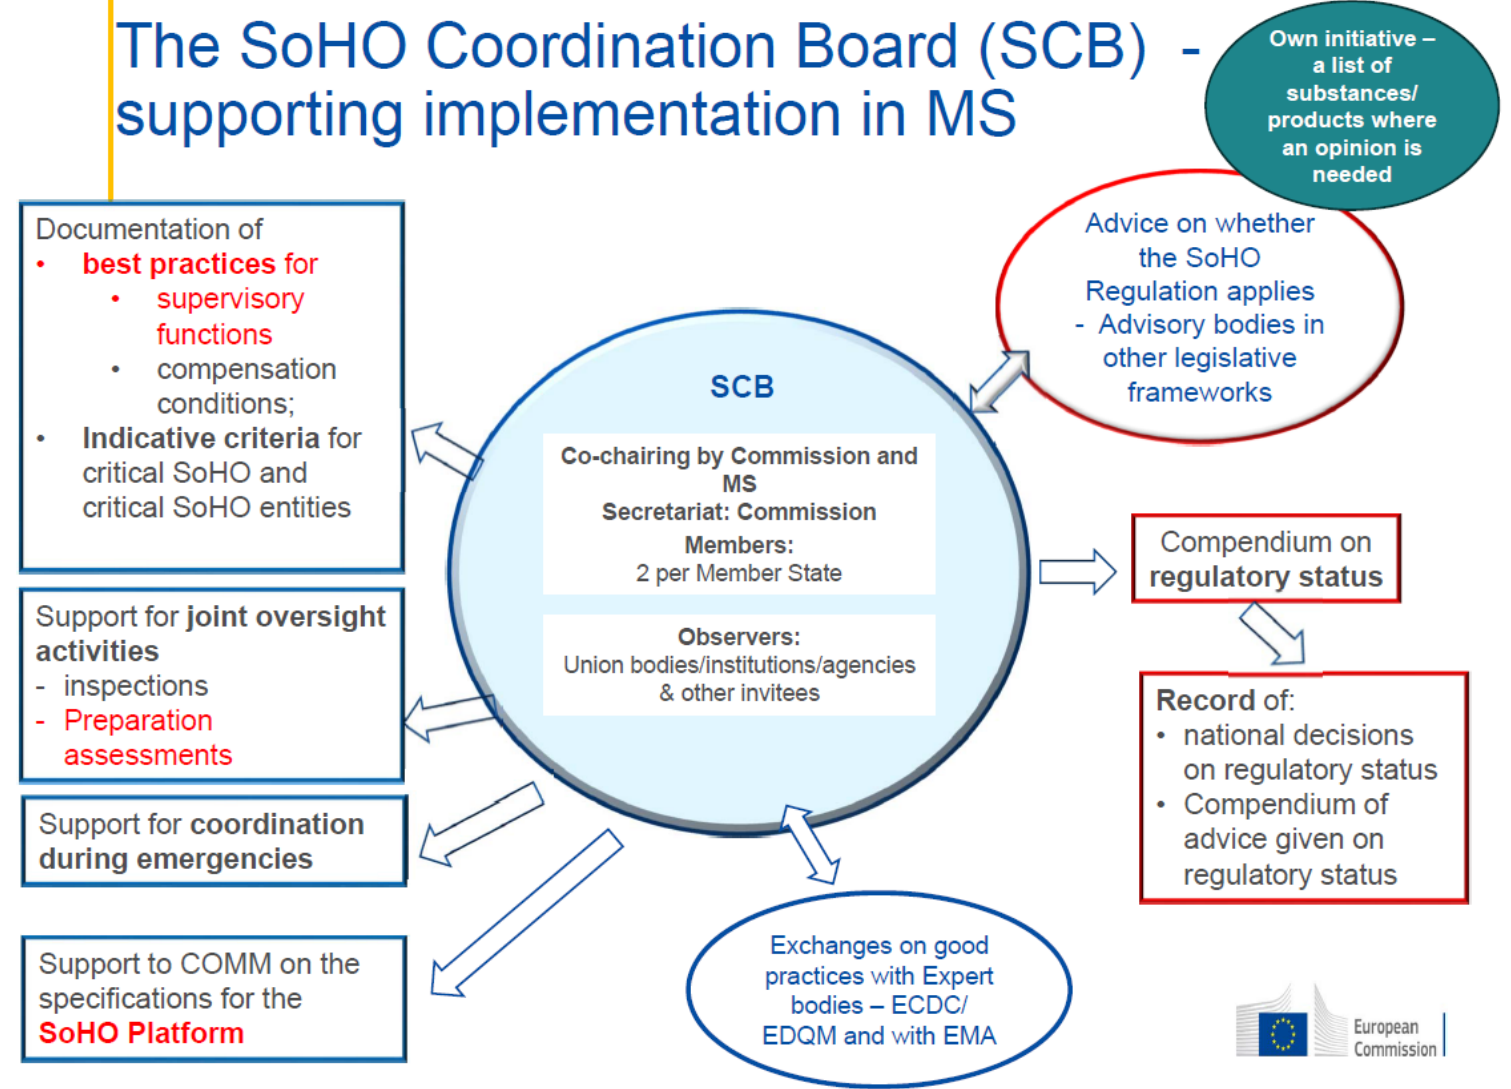 The SoHO Coordination Board (SCB) -
supporting implementation in MS
Own initiative –
a list of
substances/
products where
an opinion is
needed
Documentation of
• best practices for
• supervisory
functions
• compensation
conditions;
• Indicative criteria for
critical SoHO and
critical SoHO entities
Support for joint oversight
activities
- inspections
- Preparation
assessments
Support for coordination
during emergencies
Support to COMM on the
specifications for the
SoHO Platform
SCB
Co-chairing by Commission and
MS
Secretariat: Commission
Members:
2 per Member State
Observers:
Union bodies/institutions/agencies
& other invitees
Advice on whether
the SoHO
Regulation applies
- Advisory bodies in
other legislative
frameworks
Compendium on
regulatory status
Record of:
• national decisions
on regulatory status
• Compendium of
advice given on
regulatory status
Exchanges on good
practices with Expert
bodies – ECDC/
EDQM and with EMA
European
Commission